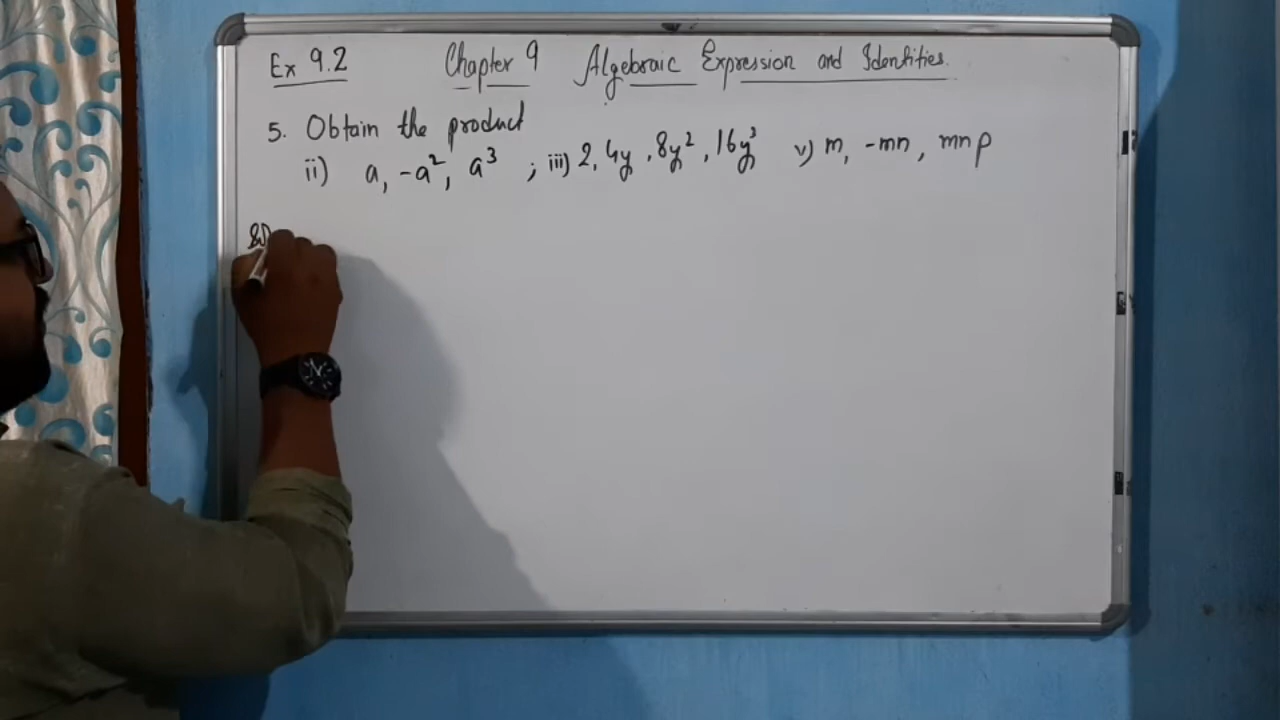 Ex 9.2 Chapter 9 Algebraic Expression and Identities.
5. Obtain the product
ii) a, -a², a³ ; iii) 2, 4y, 8y², 16y³ v) m, -mn, mnp